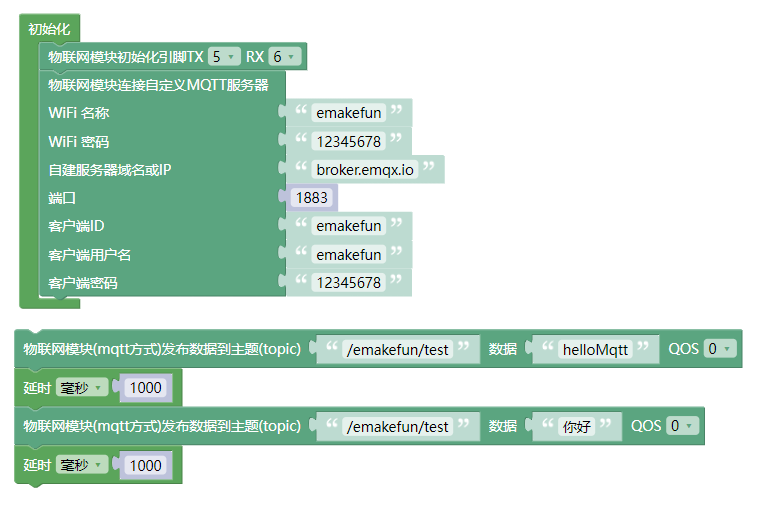 初始化
物联网模块初始化引脚TX 5 RX 6
物联网模块连接自定义MQTT服务器
WiFi 名称 “ emakefun ”
WiFi 密码 “ 12345678 ”
自建服务器域名或IP “ broker.emqx.io ”
端口 1883
客户端ID “ emakefun ”
客户端用户名 “ emakefun ”
客户端密码 “ 12345678 ”
物联网模块(mqtt方式)发布数据到主题(topic) “ /emakefun/test ” 数据 “ helloMqtt ” QOS 0
延时 毫秒 1000
物联网模块(mqtt方式)发布数据到主题(topic) “ /emakefun/test ” 数据 “ 你好 ” QOS 0
延时 毫秒 1000